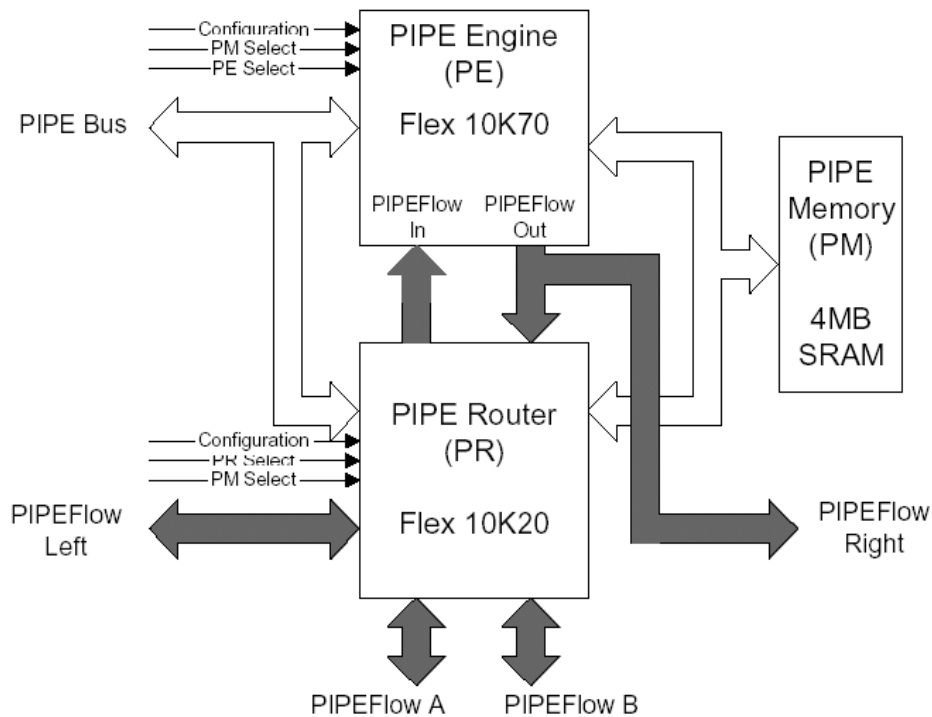 Configuration
PM Select
PE Select
PIPE Engine
(PE)
Flex 10K70
PIPE Bus
PIPEFlow
In
PIPEFlow
Out
PIPE
Memory
(PM)
4MB
SRAM
PIPE Router
(PR)
Flex 10K20
Configuration
PR Select
PM Select
PIPEFlow
Left
PIPEFlow
Right
PIPEFlow A
PIPEFlow B